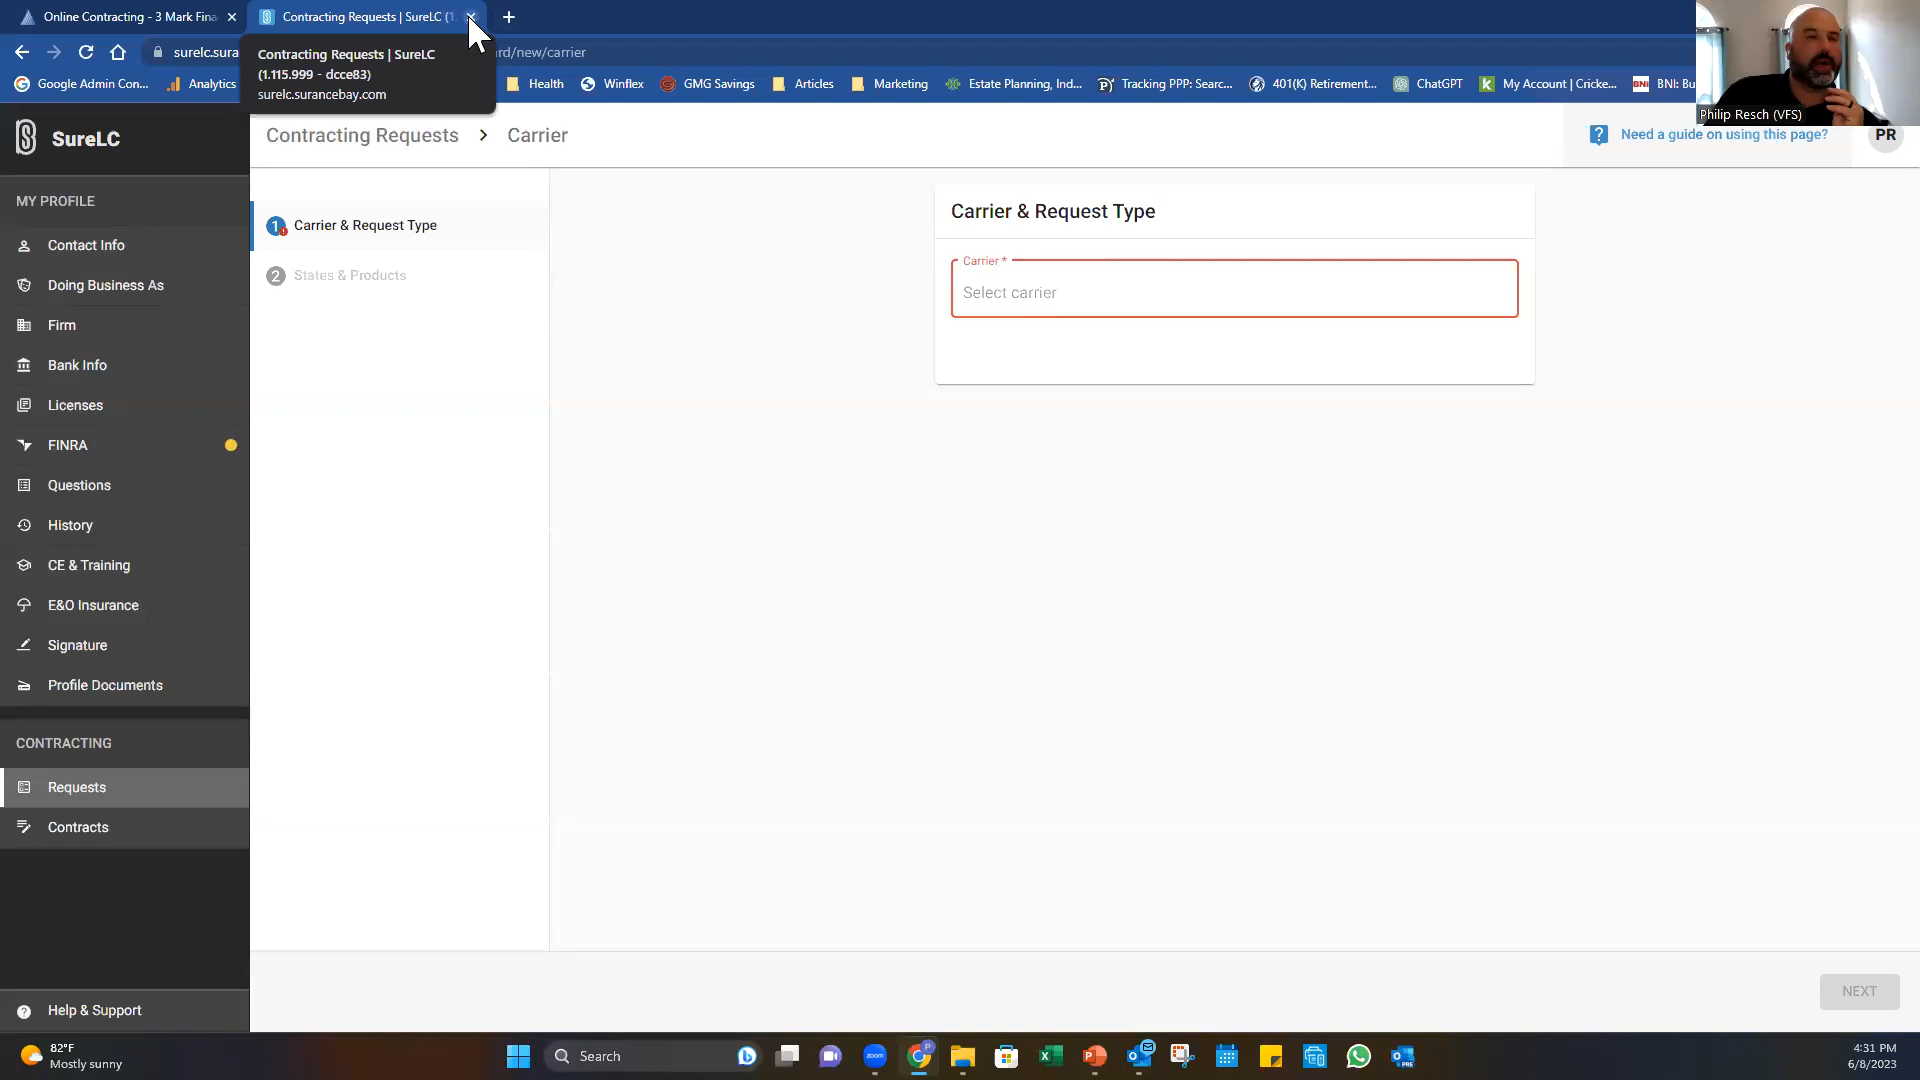 Online Contracting - 3 Mark Fina
Contracting Requests | SureLC (1.
surelc.sura
rd/new/carrier
Contracting Requests | SureLC
(1.115.999 - dcce83)
surelc.surancebay.com
Google Admin Con...
Analytics
Health
Winflex
GMG Savings
Articles
Marketing
Estate Planning, Ind...
Tracking PPP: Searc...
401(K) Retirement...
ChatGPT
My Account | Cricke...
BNI: Bu
Philip Resch (VFS)
SureLC
Contracting Requests > Carrier
Need a guide on using this page?
PR
MY PROFILE
Contact Info
Doing Business As
Firm
Bank Info
Licenses
FINRA
Questions
History
CE & Training
E&O Insurance
Signature
Profile Documents
CONTRACTING
Requests
Contracts
Help & Support
1 Carrier & Request Type
2 States & Products
Carrier & Request Type
Carrier *
Select carrier
NEXT
82°F
Mostly sunny
Search
zoom
PRE
4:31 PM
6/8/2023